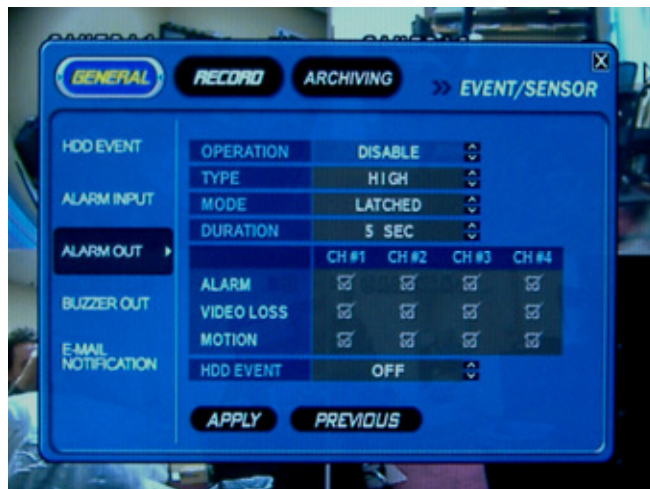 GENERAL RECORD ARCHIVING >> EVENT/SENSOR X
HDD EVENT
ALARM INPUT
ALARM OUT
BUZZER OUT
E-MAIL
NOTIFICATION
OPERATION DISABLE
TYPE HIGH
MODE LATCHED
DURATION 5 SEC
CH #1 CH #2 CH #3 CH #4
ALARM
VIDEO LOSS
MOTION
HDD EVENT OFF
APPLY PREVIOUS